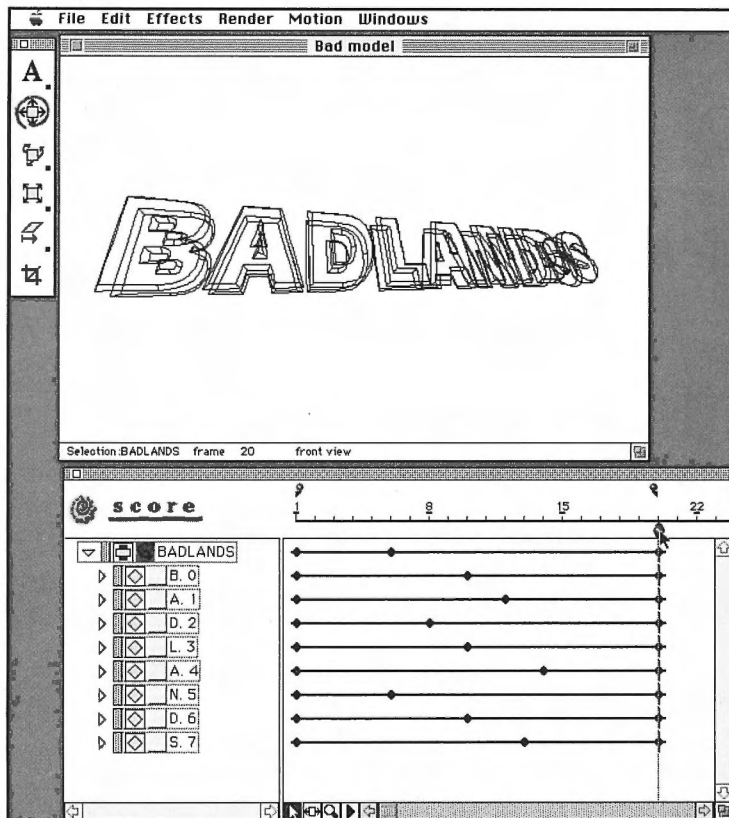 File Edit Effects Render Motion Windows
Bad model
A
BADLANDS
Selection:BADLANDS frame 20 front view
score
1 8 15 22
BADLANDS
B. 0
A. 1
D. 2
L. 3
A. 4
N. 5
D. 6
S. 7